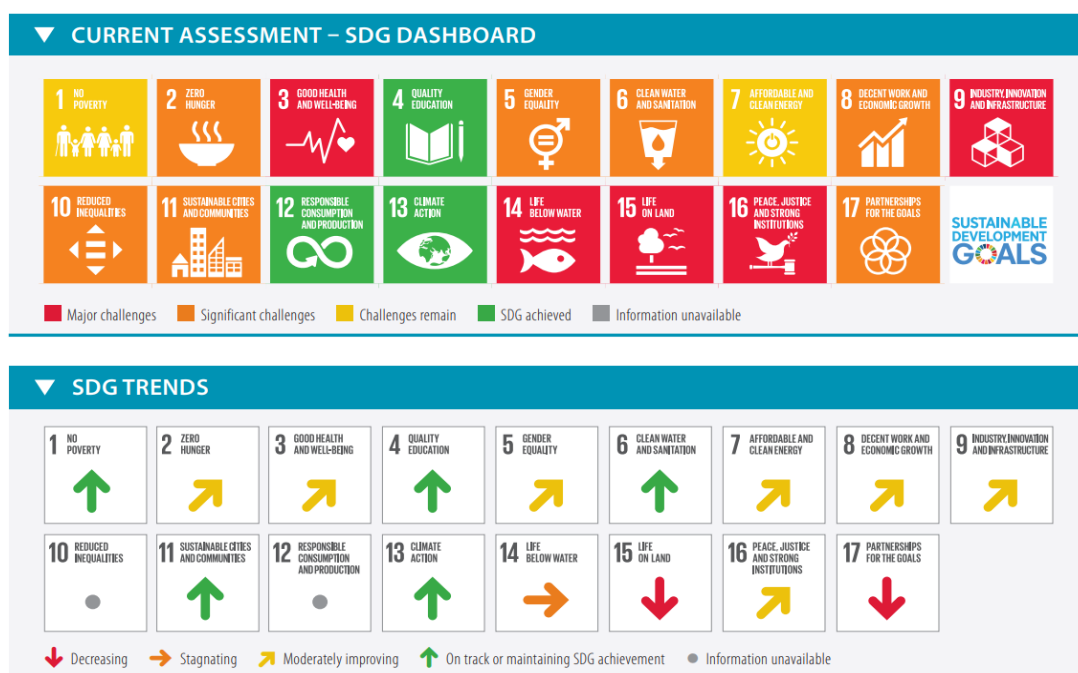 CURRENT ASSESSMENT – SDG DASHBOARD
1 NO
POVERTY
2 ZERO
HUNGER
3 GOOD HEALTH
AND WELL-BEING
4 QUALITY
EDUCATION
5 GENDER
EQUALITY
6 CLEAN WATER
AND SANITATION
7 AFFORDABLE AND
CLEAN ENERGY
8 DECENT WORK AND
ECONOMIC GROWTH
9 INDUSTRY, INNOVATION
AND INFRASTRUCTURE
10 REDUCED
INEQUALITIES
11 SUSTAINABLE CITIES
AND COMMUNITIES
12 RESPONSIBLE
CONSUMPTION
AND PRODUCTION
13 CLIMATE
ACTION
14 LIFE
BELOW WATER
15 LIFE
ON LAND
16 PEACE, JUSTICE
AND STRONG
INSTITUTIONS
17 PARTNERSHIPS
FOR THE GOALS
SUSTAINABLE
DEVELOPMENT
GOALS
Major challenges Significant challenges Challenges remain SDG achieved Information unavailable
SDG TRENDS
1 NO
POVERTY
2 ZERO
HUNGER
3 GOOD HEALTH
AND WELL-BEING
4 QUALITY
EDUCATION
5 GENDER
EQUALITY
6 CLEAN WATER
AND SANITATION
7 AFFORDABLE AND
CLEAN ENERGY
8 DECENT WORK AND
ECONOMIC GROWTH
9 INDUSTRY, INNOVATION
AND INFRASTRUCTURE
10 REDUCED
INEQUALITIES
11 SUSTAINABLE CITIES
AND COMMUNITIES
12 RESPONSIBLE
CONSUMPTION
AND PRODUCTION
13 CLIMATE
ACTION
14 LIFE
BELOW WATER
15 LIFE
ON LAND
16 PEACE, JUSTICE
AND STRONG
INSTITUTIONS
17 PARTNERSHIPS
FOR THE GOALS
Decreasing Stagnating Moderately improving On track or maintaining SDG achievement Information unavailable